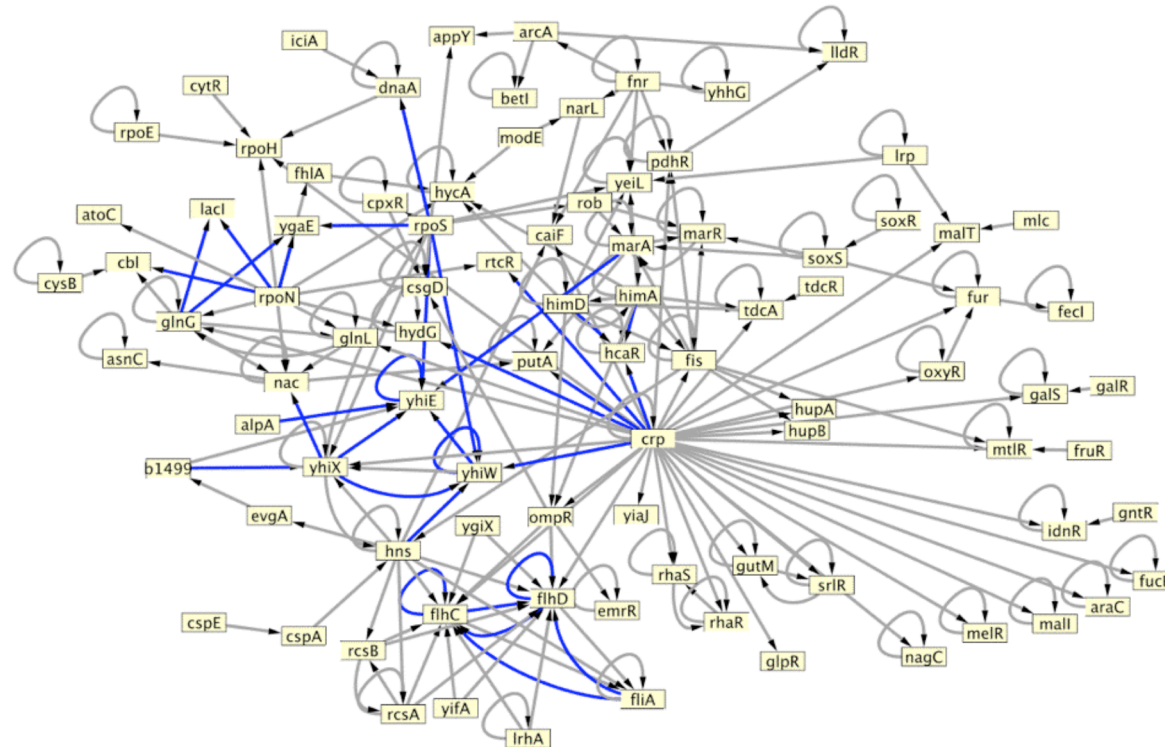 iciA
appY
arcA
lldR
cytR
dnaA
fnr
yhhG
betI
narL
rpoE
rpoH
modE
pdhR
lrp
fhlA
hycA
yeiL
cpxR
rob
soxR
mlc
atoC
lacI
ygaE
rpoS
caiF
marA
marR
malT
cbl
rtcR
soxS
cysB
rpoN
csgD
himD
himA
tdcR
tdcA
fur
fecI
glnG
hydG
glnL
hcaR
asnC
nac
putA
fis
oxyR
galS
galR
yhiE
hupA
alpA
crp
hupB
mtlR
fruR
b1499
yhiX
yhiW
evgA
ygiX
ompR
yiaJ
idnR
gntR
hns
rhaS
gutM
srlR
flhC
flhD
emrR
araC
cspE
cspA
rhaR
melR
malI
rcsB
glpR
nagC
rcsA
yifA
fliA
lrhA